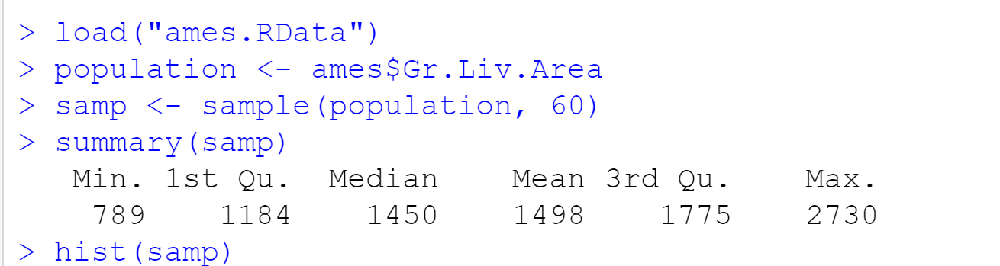 > load("ames.RData")
> population <- ames$Gr.Liv.Area
> samp <- sample(population, 60)
> summary(samp)
   Min. 1st Qu.  Median    Mean 3rd Qu.    Max.
    789    1184    1450    1498    1775    2730
> hist(samp)